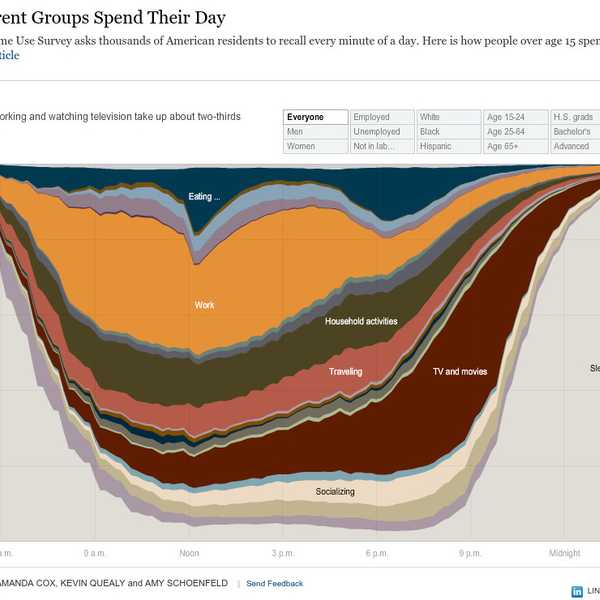 rent Groups Spend Their Day
me Use Survey asks thousands of American residents to recall every minute of a day. Here is how people over age 15 spen
ticle
orking and watching television take up about two-thirds
Everyone Employed White Age 15-24 H.S. grads
Men Unemployed Black Age 25-64 Bachelor's
Women Not in lab... Hispanic Age 65+ Advanced
Eating ...
Work
Household activities
Traveling
TV and movies
Sle
Socializing
a.m. 9 a.m. Noon 3 p.m. 6 p.m. 9 p.m. Midnight
AMANDA COX, KEVIN QUEALY and AMY SCHOENFELD | Send Feedback
in LIN